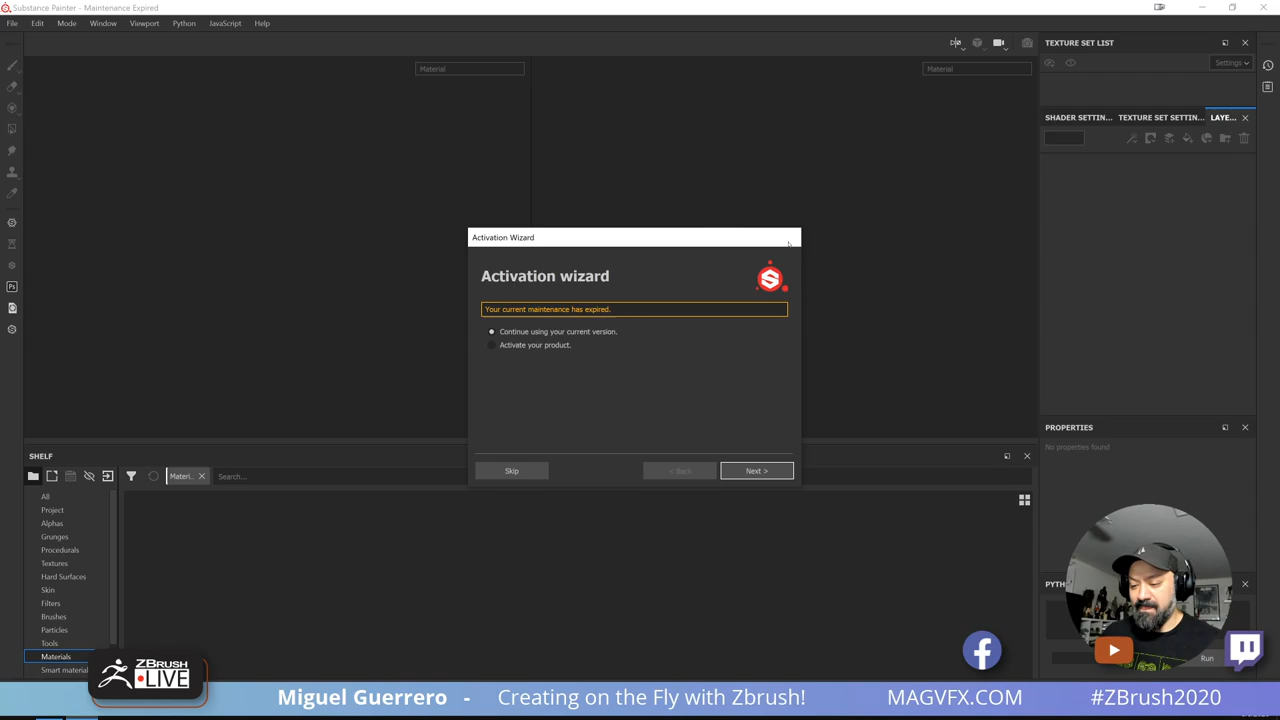 Substance Painter - Maintenance Expired
File Edit Mode Window Viewport Python JavaScript Help
Material
Material
TEXTURE SET LIST
Settings
SHADER SETTIN... TEXTURE SET SETTIN... LAYE...
Activation Wizard
Activation wizard
Your current maintenance has expired.
Continue using your current version.
Activate your product.
Skip
< Back
Next >
PROPERTIES
No properties found
SHELF
Materi...
Search...
All
Project
Alphas
Grunges
Procedurals
Textures
Hard Surfaces
Skin
Filters
Brushes
Particles
Tools
Materials
Smart material
PYTH
Run
Ps
ZBRUSH
LIVE
Miguel Guerrero - Creating on the Fly with Zbrush! MAGVFX.COM #ZBrush2020